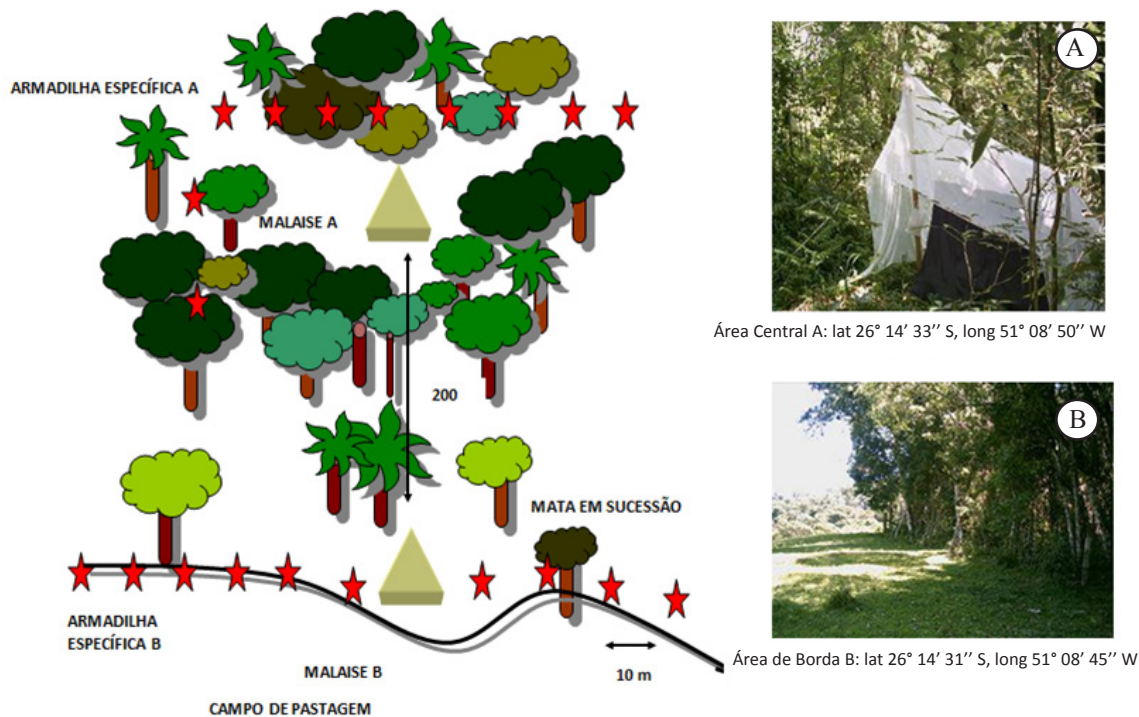 ARMADILHA ESPECÍFICA A
MALAISE A
200
MATA EM SUCESSÃO
ARMADILHA
ESPECÍFICA B
MALAISE B
10 m
CAMPO DE PASTAGEM
A
Área Central A: lat 26° 14’ 33’’ S, long 51° 08’ 50’’ W
B
Área de Borda B: lat 26° 14’ 31’’ S, long 51° 08’ 45’’ W